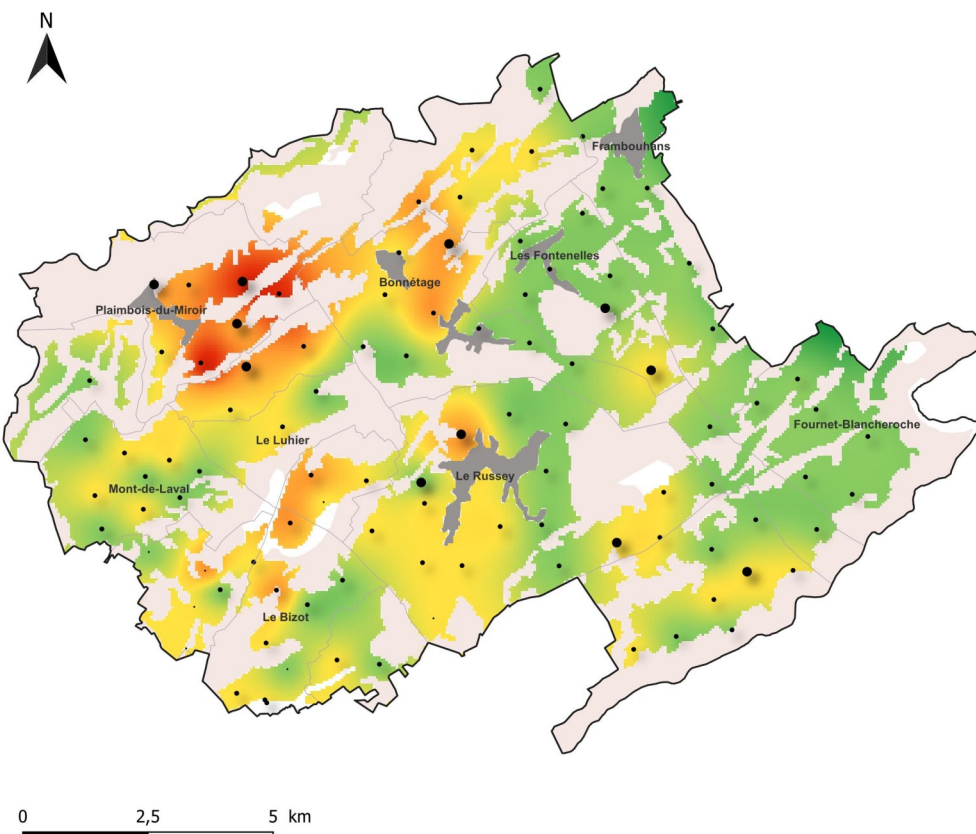 N
Frambouhans
Les Fontenelles
Bonnétage
Plaimbois-du-Miroir
Fournet-Blancheroche
Le Luhier
Le Russey
Mont-de-Laval
Le Bizot
0 2,5 5 km